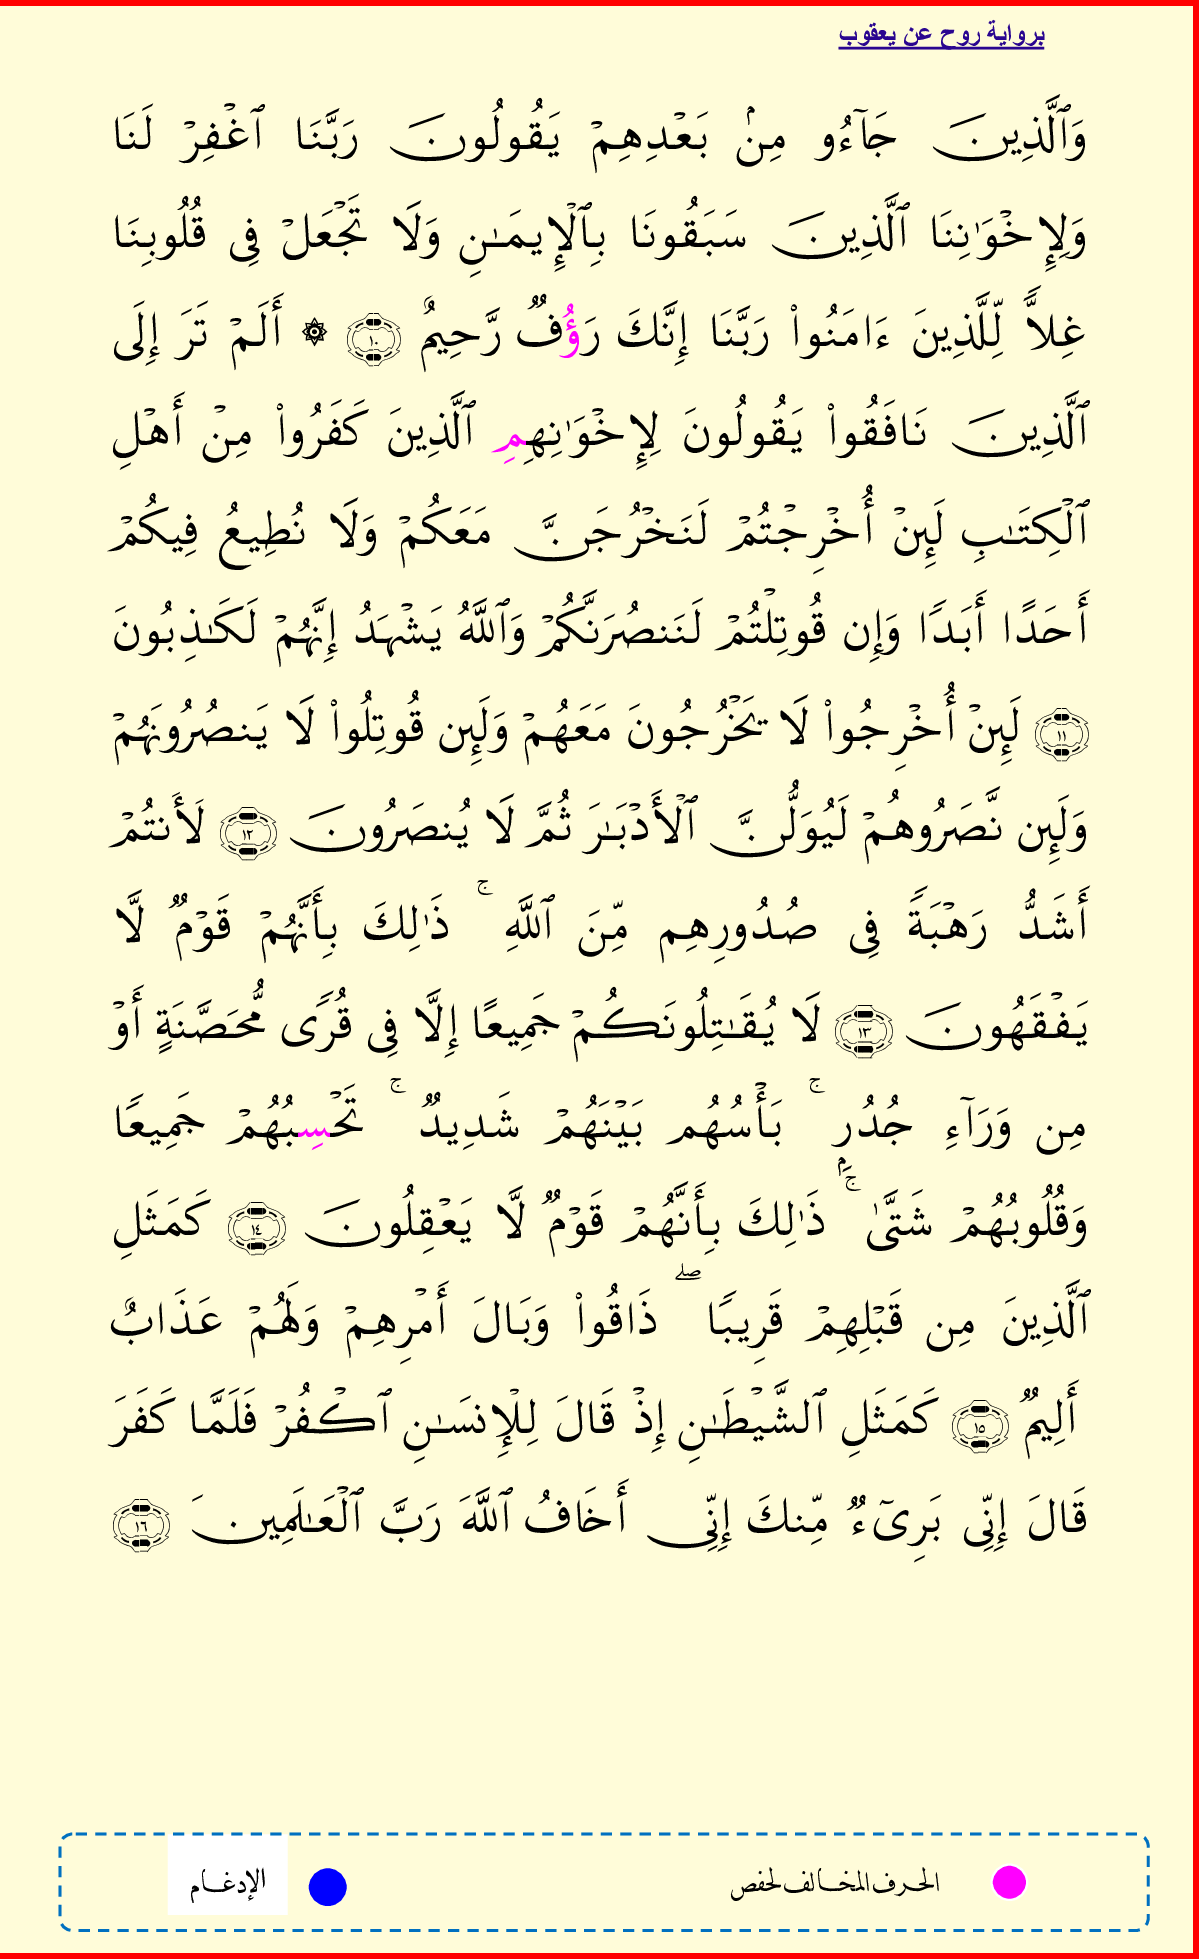 برواية روح عن يعقوب
وَٱلَّذِينَ جَآءُو مِنۢ بَعْدِهِمْ يَقُولُونَ رَبَّنَا ٱغْفِرْ لَنَا
وَلِإِخْوَٰنِنَا ٱلَّذِينَ سَبَقُونَا بِٱلْإِيمَـٰنِ وَلَا تَجْعَلْ فِى قُلُوبِنَا
غِلاًّ لِّلَّذِينَ ءَامَنُوا۟ رَبَّنَا إِنَّكَ رَؤُفٌ رَّحِيمٌ ١٠ ۞ أَلَمْ تَرَ إِلَى
ٱلَّذِينَ نَافَقُوا۟ يَقُولُونَ لِإِخْوَٰنِهِمِ ٱلَّذِينَ كَفَرُوا۟ مِنْ أَهْلِ
ٱلْكِتَـٰبِ لَئِنْ أُخْرِجْتُمْ لَنَخْرُجَنَّ مَعَكُمْ وَلَا نُطِيعُ فِيكُمْ
أَحَدًا أَبَدًا وَإِن قُوتِلْتُمْ لَنَنصُرَنَّكُمْ وَٱللَّهُ يَشْهَدُ إِنَّهُمْ لَكَـٰذِبُونَ
١١ لَئِنْ أُخْرِجُوا۟ لَا يَخْرُجُونَ مَعَهُمْ وَلَئِن قُوتِلُوا۟ لَا يَنصُرُونَهُمْ
وَلَئِن نَّصَرُوهُمْ لَيُوَلُّنَّ ٱلْأَدْبَـٰرَ ثُمَّ لَا يُنصَرُونَ ١٢ لَأَنتُمْ
أَشَدُّ رَهْبَةً فِى صُدُورِهِم مِّنَ ٱللَّهِ ۚ ذَٰلِكَ بِأَنَّهُمْ قَوْمٌ لَّا
يَفْقَهُونَ ١٣ لَا يُقَـٰتِلُونَكُمْ جَمِيعًا إِلَّا فِى قُرًى مُّحَصَّنَةٍ أَوْ
مِن وَرَآءِ جُدُرٍ ۚ بَأْسُهُم بَيْنَهُمْ شَدِيدٌ ۚ تَحْسِبُهُمْ جَمِيعًا
وَقُلُوبُهُمْ شَتَّىٰ ۚ ذَٰلِكَ بِأَنَّهُمْ قَوْمٌ لَّا يَعْقِلُونَ ١٤ كَمَثَلِ
ٱلَّذِينَ مِن قَبْلِهِمْ قَرِيبًا ۖ ذَاقُوا۟ وَبَالَ أَمْرِهِمْ وَلَهُمْ عَذَابٌ
أَلِيمٌ ١٥ كَمَثَلِ ٱلشَّيْطَـٰنِ إِذْ قَالَ لِلْإِنسَـٰنِ ٱكْفُرْ فَلَمَّا كَفَرَ
قَالَ إِنِّى بَرِىٓءٌ مِّنكَ إِنِّى أَخَافُ ٱللَّهَ رَبَّ ٱلْعَـٰلَمِينَ ١٦
الحرف المخالف لحفص
الإدغام